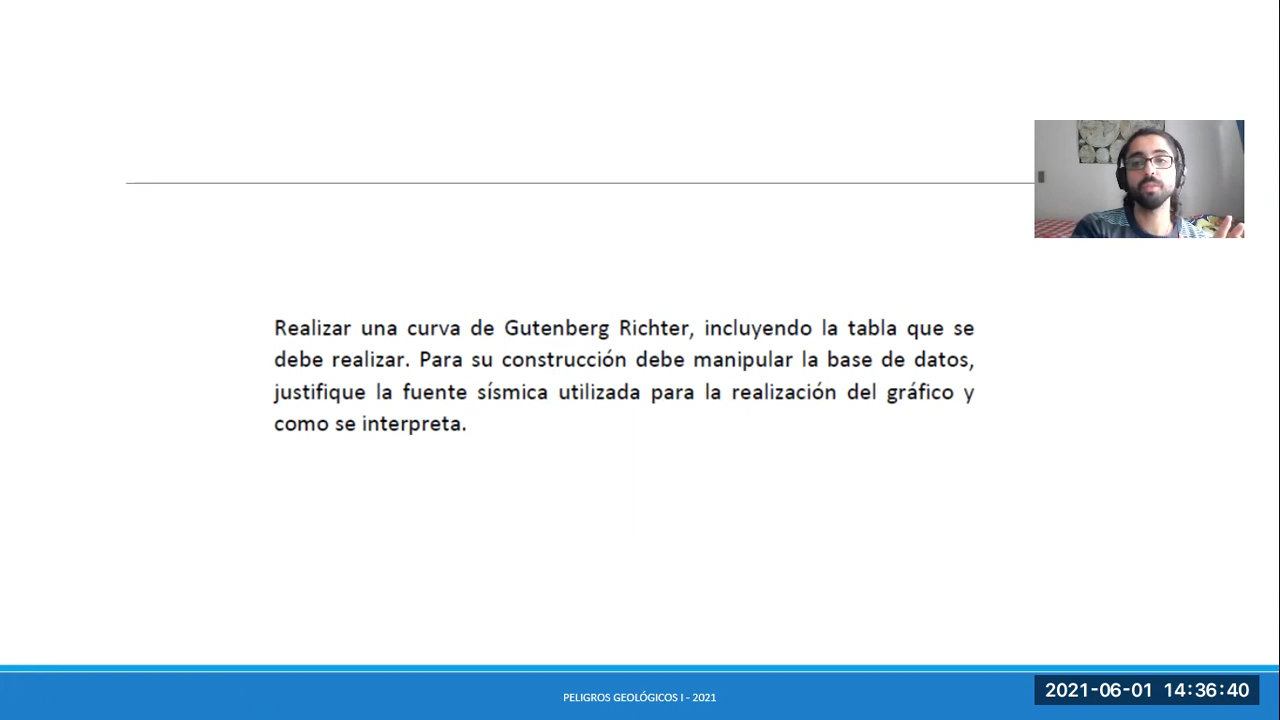 Realizar una curva de Gutenberg Richter, incluyendo la tabla que se
debe realizar. Para su construcción debe manipular la base de datos,
justifique la fuente sísmica utilizada para la realización del gráfico y
como se interpreta.
PELIGROS GEOLÓGICOS I - 2021
2021-06-01 14:36:40